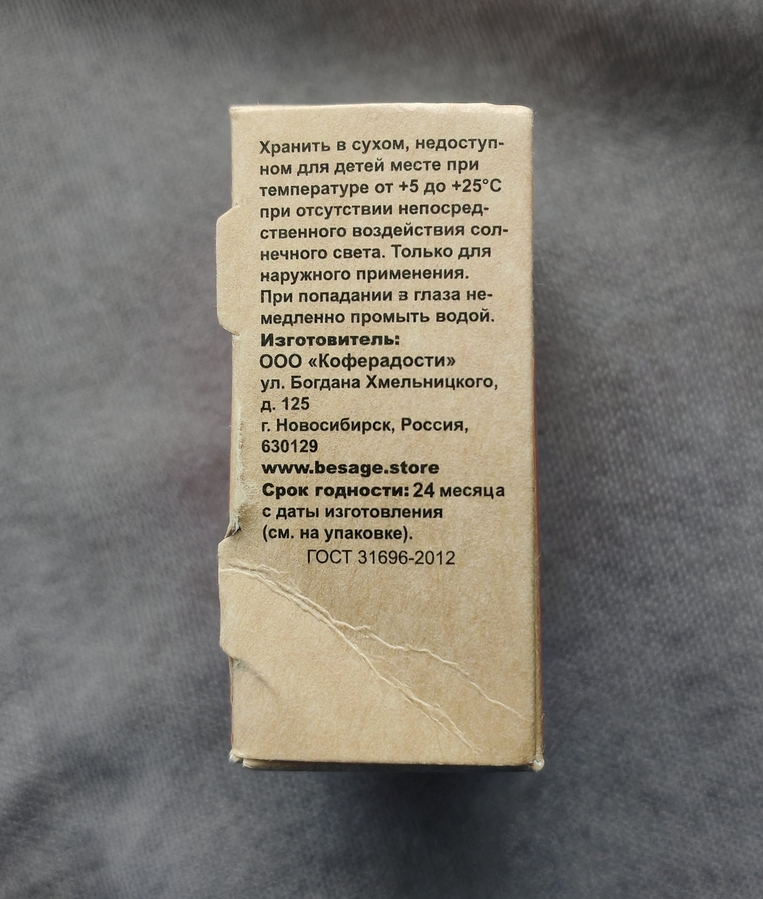 Хранить в сухом, недоступ-
ном для детей месте при
температуре от +5 до +25°С
при отсутствии непосред-
ственного воздействия сол-
нечного света. Только для
наружного применения.
При попадании в глаза не-
медленно промыть водой.
Изготовитель:
ООО «Коферадости»
ул. Богдана Хмельницкого,
д. 125
г. Новосибирск, Россия,
630129
www.besage.store
Срок годности: 24 месяца
с даты изготовления
(см. на упаковке).
ГОСТ 31696-2012